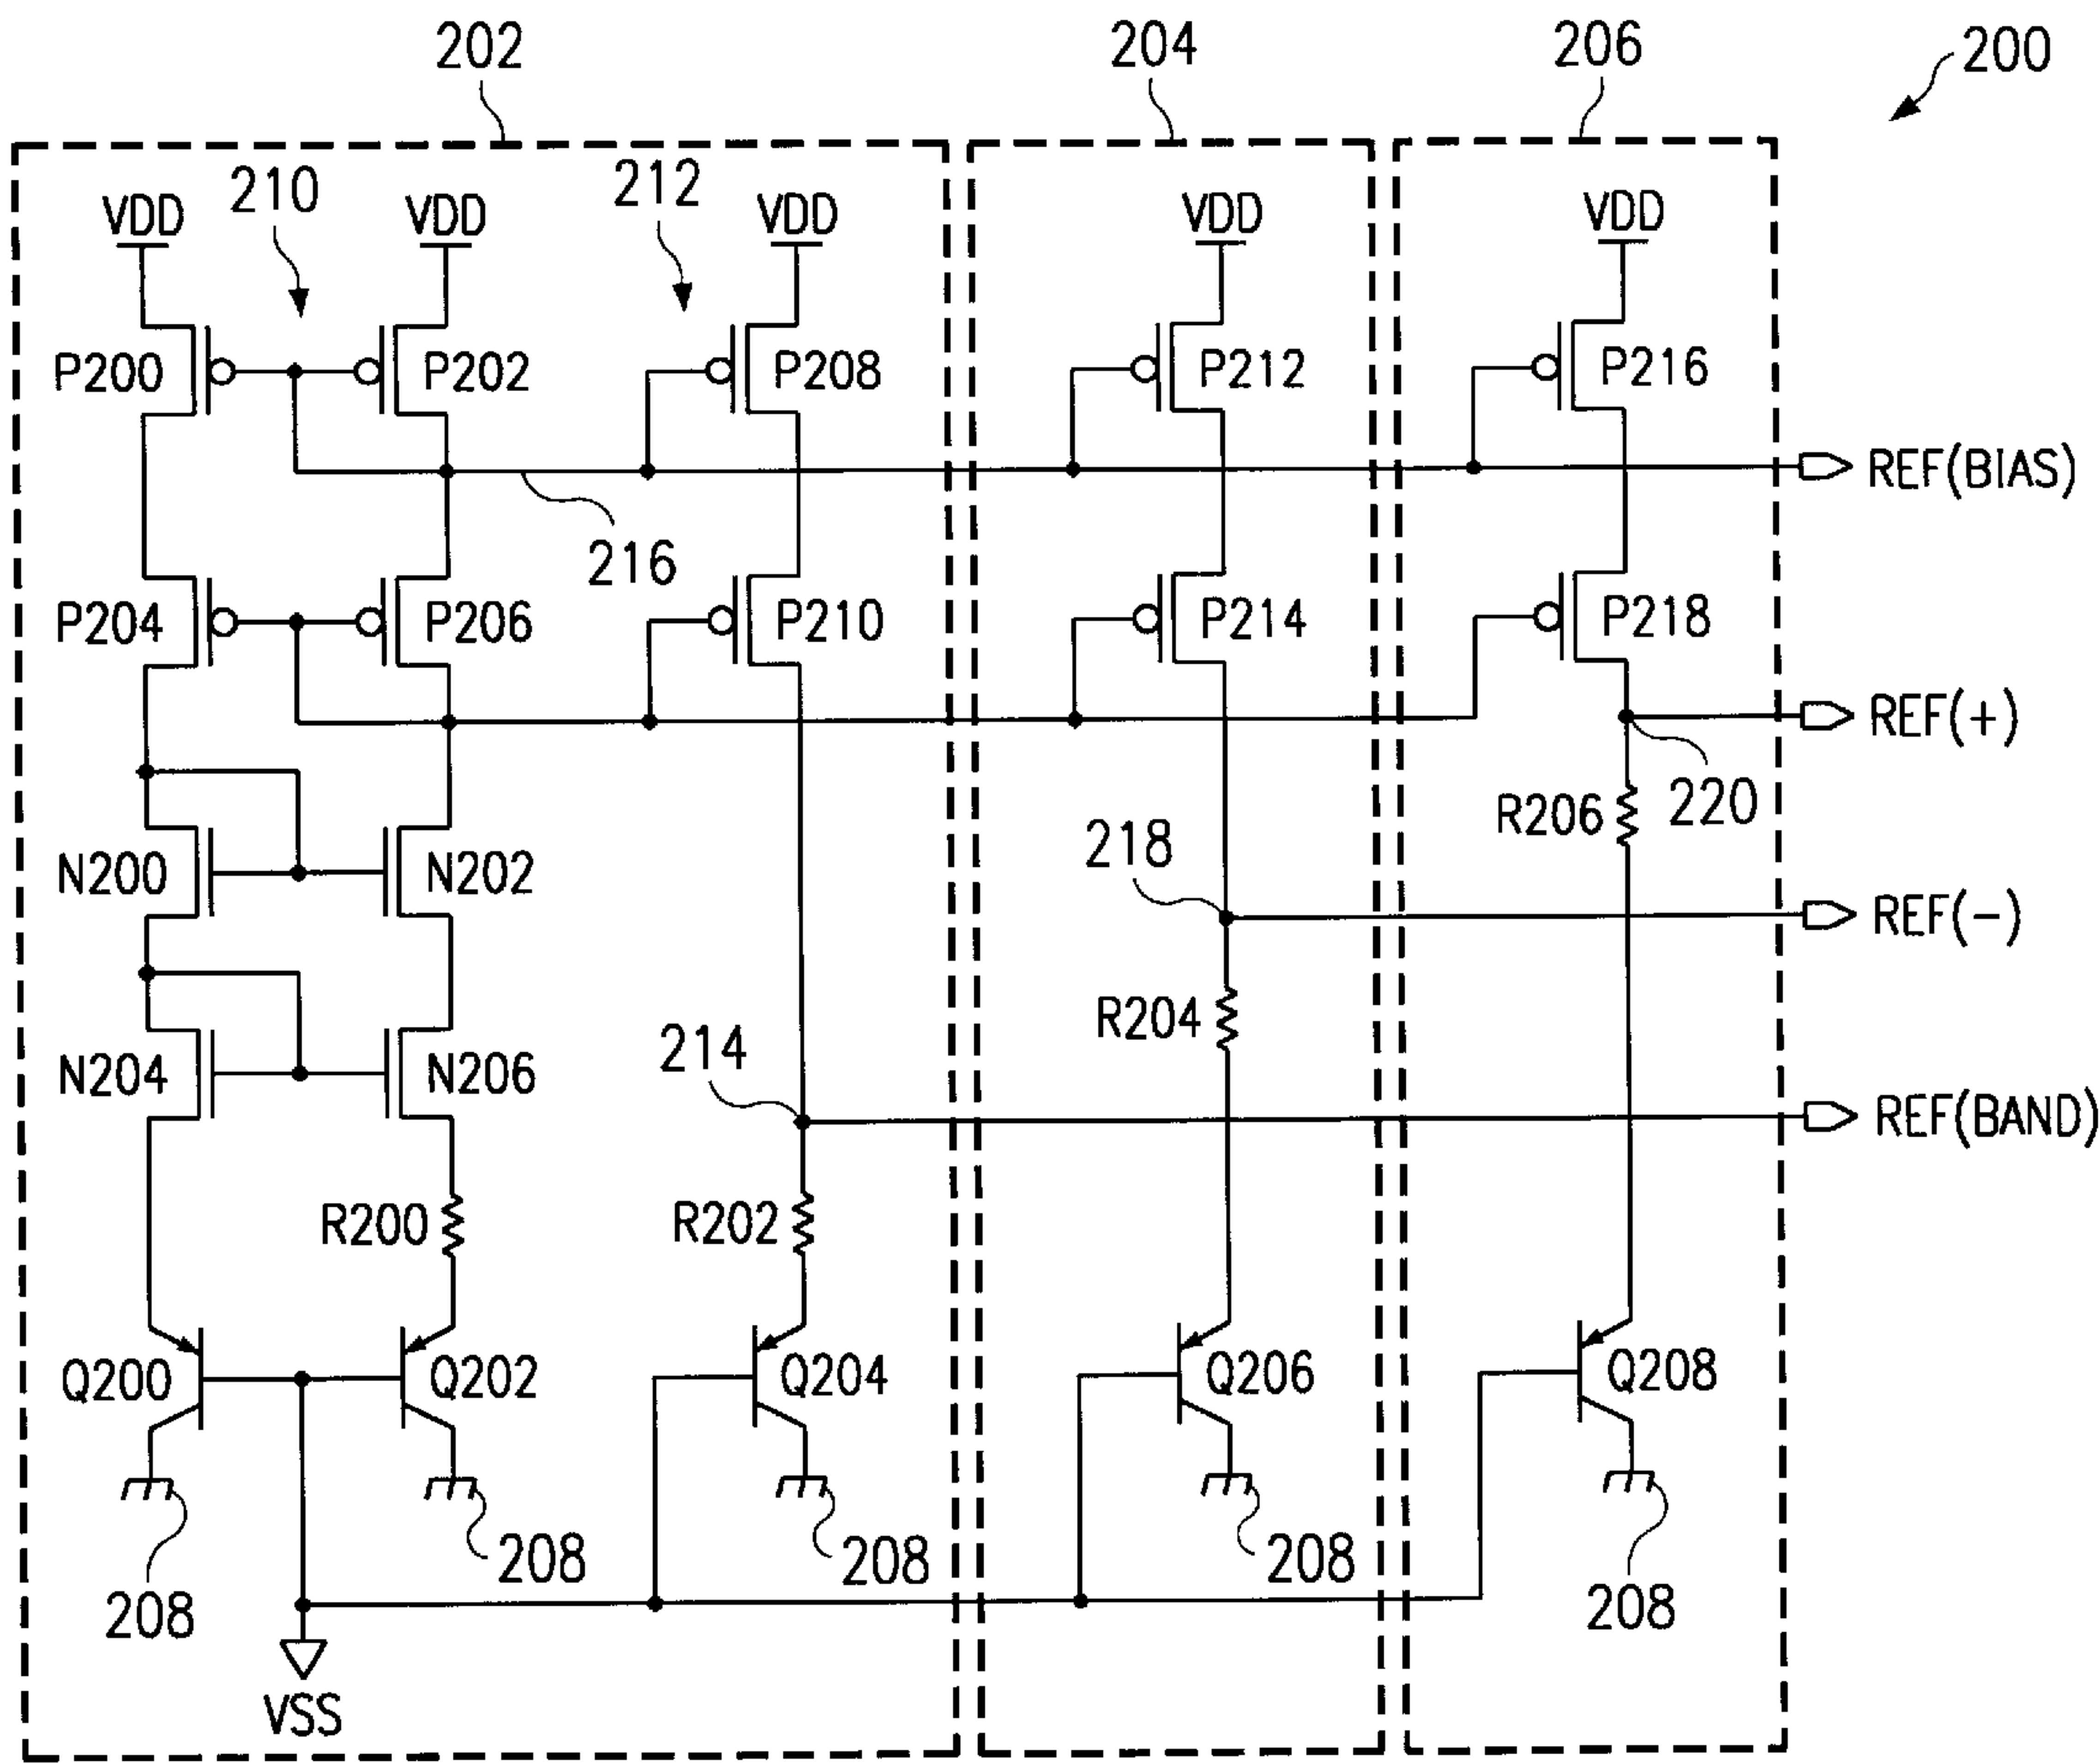 202
204
206
200
210
212
VDD
VDD
VDD
VDD
VDD
P200
P202
P208
P212
P216
REF(BIAS)
216
P204
P206
P210
P214
P218
REF(+)
220
R206
218
N200
N202
REF(-)
R204
214
N204
N206
REF(BAND)
R200
R202
Q200
Q202
Q204
Q206
Q208
208
208
208
208
208
VSS